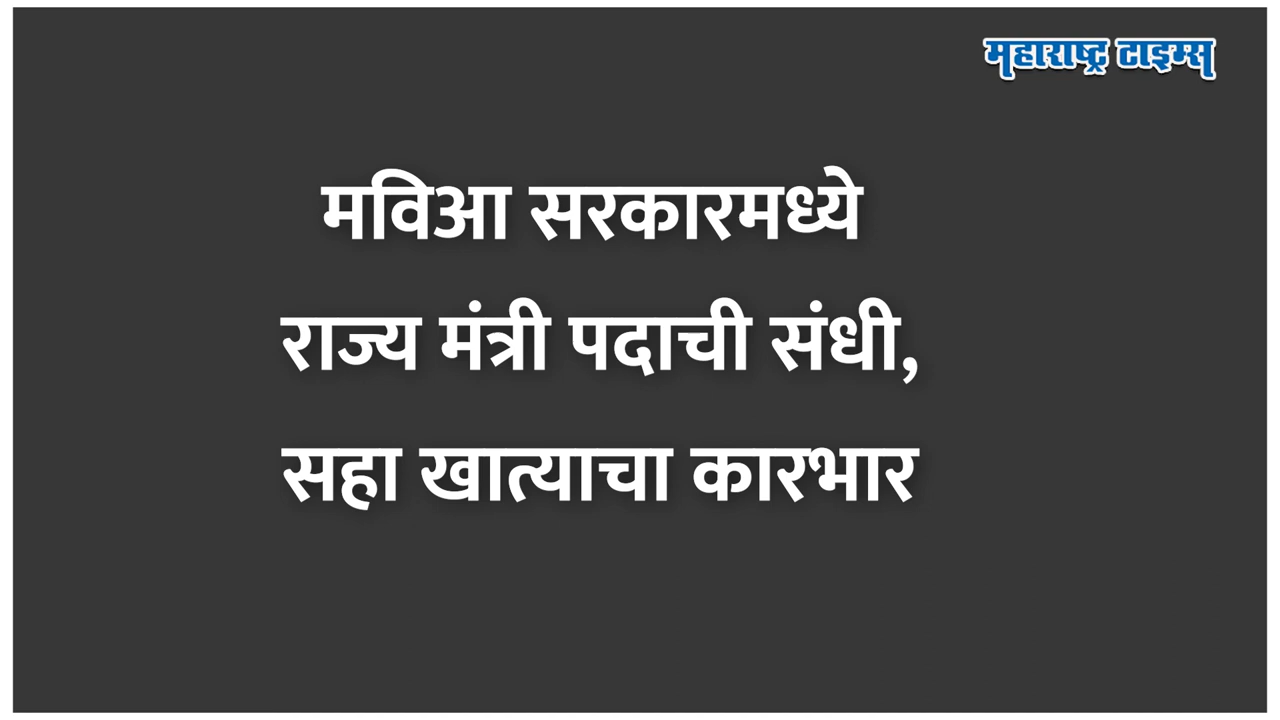 महाराष्ट्र टाइम्स
मविआ सरकारमध्ये
राज्य मंत्री पदाची संधी,
सहा खात्याचा कारभार